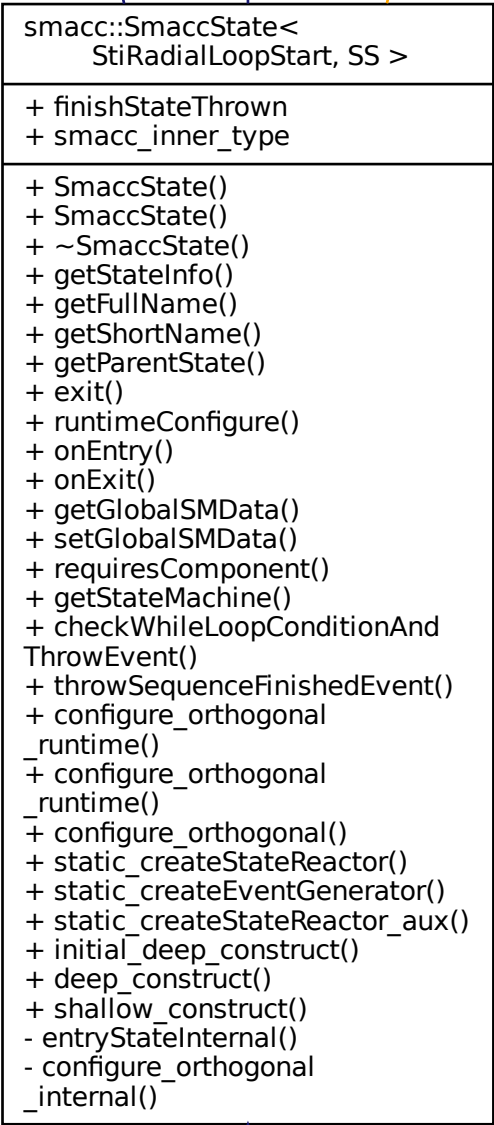 smacc::SmaccState<
StiRadialLoopStart, SS >
+ finishStateThrown
+ smacc_inner_type
+ SmaccState()
+ SmaccState()
+ ~SmaccState()
+ getStateInfo()
+ getFullName()
+ getShortName()
+ getParentState()
+ exit()
+ runtimeConfigure()
+ onEntry()
+ onExit()
+ getGlobalSMData()
+ setGlobalSMData()
+ requiresComponent()
+ getStateMachine()
+ checkWhileLoopConditionAnd
ThrowEvent()
+ throwSequenceFinishedEvent()
+ configure_orthogonal
_runtime()
+ configure_orthogonal
_runtime()
+ configure_orthogonal()
+ static_createStateReactor()
+ static_createEventGenerator()
+ static_createStateReactor_aux()
+ initial_deep_construct()
+ deep_construct()
+ shallow_construct()
- entryStateInternal()
- configure_orthogonal
_internal()